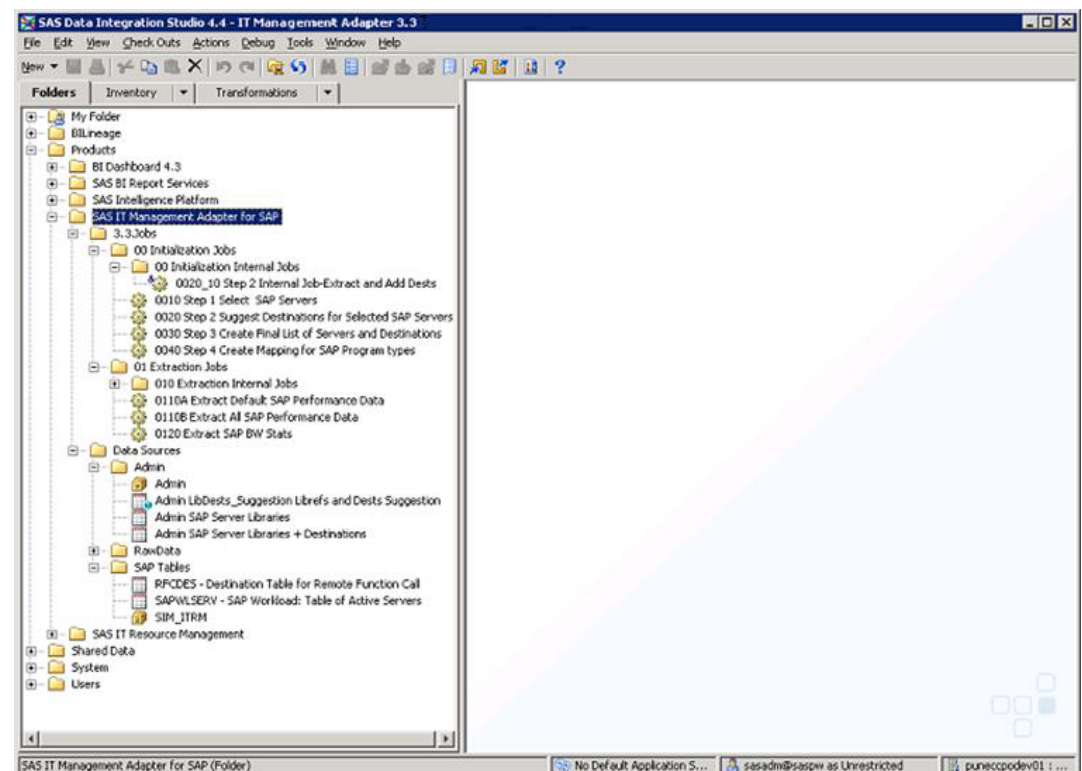 SAS Data Integration Studio 4.4 - IT Management Adapter 3.3
File Edit View Check Outs Actions Debug Tools Window Help
New
Folders Inventory Transformations
My Folder
BILineage
Products
BI Dashboard 4.3
SAS BI Report Services
SAS Intelligence Platform
SAS IT Management Adapter for SAP
3.3Jobs
00 Initialization Jobs
00 Initialization Internal Jobs
0020_10 Step 2 Internal Job-Extract and Add Dests
0010 Step 1 Select SAP Servers
0020 Step 2 Suggest Destinations for Selected SAP Servers
0030 Step 3 Create Final List of Servers and Destinations
0040 Step 4 Create Mapping for SAP Program types
01 Extraction Jobs
010 Extraction Internal Jobs
0110A Extract Default SAP Performance Data
0110B Extract All SAP Performance Data
0120 Extract SAP BW Stats
Data Sources
Admin
Admin
Admin LibDests_Suggestion Librefs and Dests Suggestion
Admin SAP Server Libraries
Admin SAP Server Libraries + Destinations
RawData
SAP Tables
RFCDES - Destination Table for Remote Function Call
SAPWLSERV - SAP Workload: Table of Active Servers
SIM_ITRM
SAS IT Resource Management
Shared Data
System
Users
SAS IT Management Adapter for SAP (Folder) No Default Application S... sasadm@saspw as Unrestricted puneccpodev01 : ...